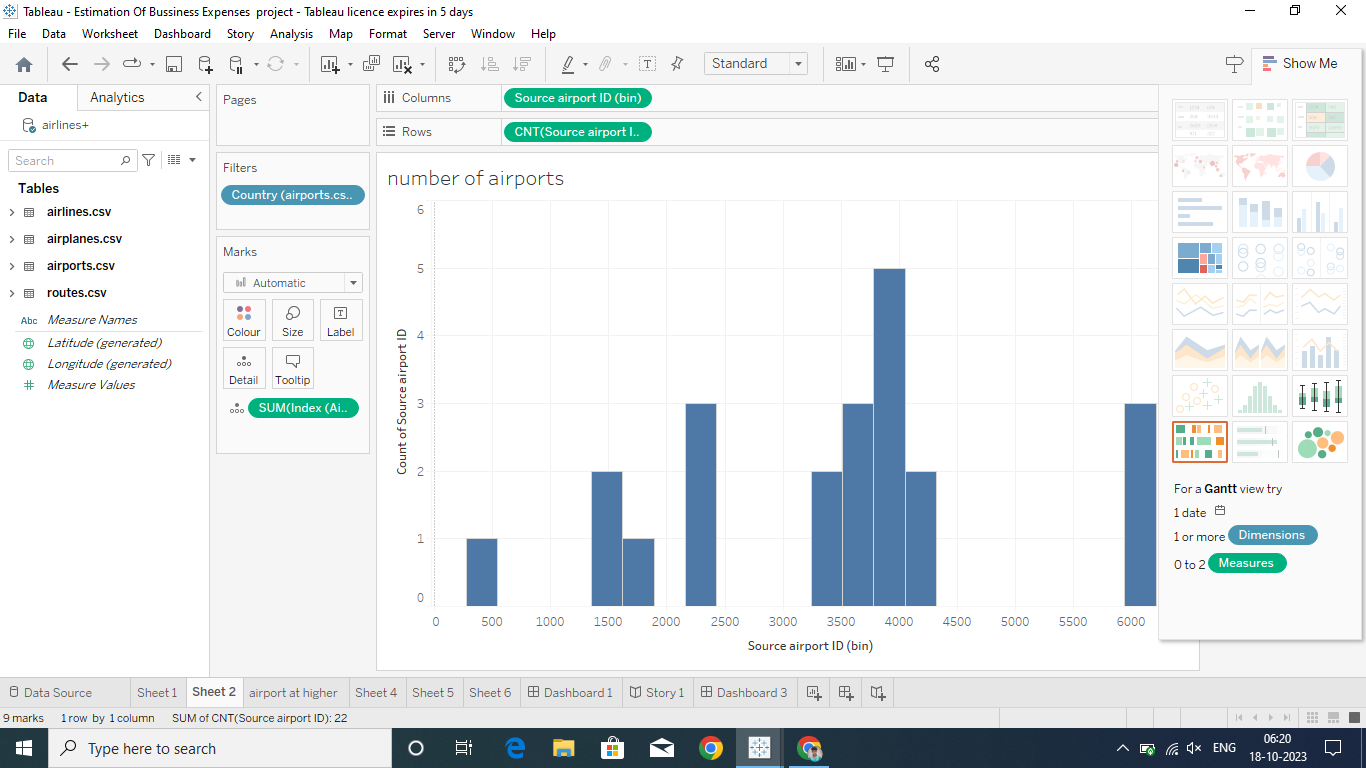 Tableau - Estimation Of Bussiness Expenses project - Tableau licence expires in 5 days
File Data Worksheet Dashboard Story Analysis Map Format Server Window Help
Standard
Show Me
Data Analytics
airlines+
Search
Tables
airlines.csv
airplanes.csv
airports.csv
routes.csv
Abc Measure Names
Latitude (generated)
Longitude (generated)
Measure Values
Pages
Filters
Country (airports.cs..
Marks
Automatic
Colour Size Label
Detail Tooltip
SUM(Index (Ai..
Columns Source airport ID (bin)
Rows CNT(Source airport I..
number of airports
Count of Source airport ID
6
5
4
3
2
1
0
0 500 1000 1500 2000 2500 3000 3500 4000 4500 5000 5500 6000
Source airport ID (bin)
For a Gantt view try
1 date
1 or more Dimensions
0 to 2 Measures
Data Source Sheet 1 Sheet 2 airport at higher Sheet 4 Sheet 5 Sheet 6 Dashboard 1 Story 1 Dashboard 3
9 marks 1 row by 1 column SUM of CNT(Source airport ID): 22
Type here to search
ENG
06:20
18-10-2023